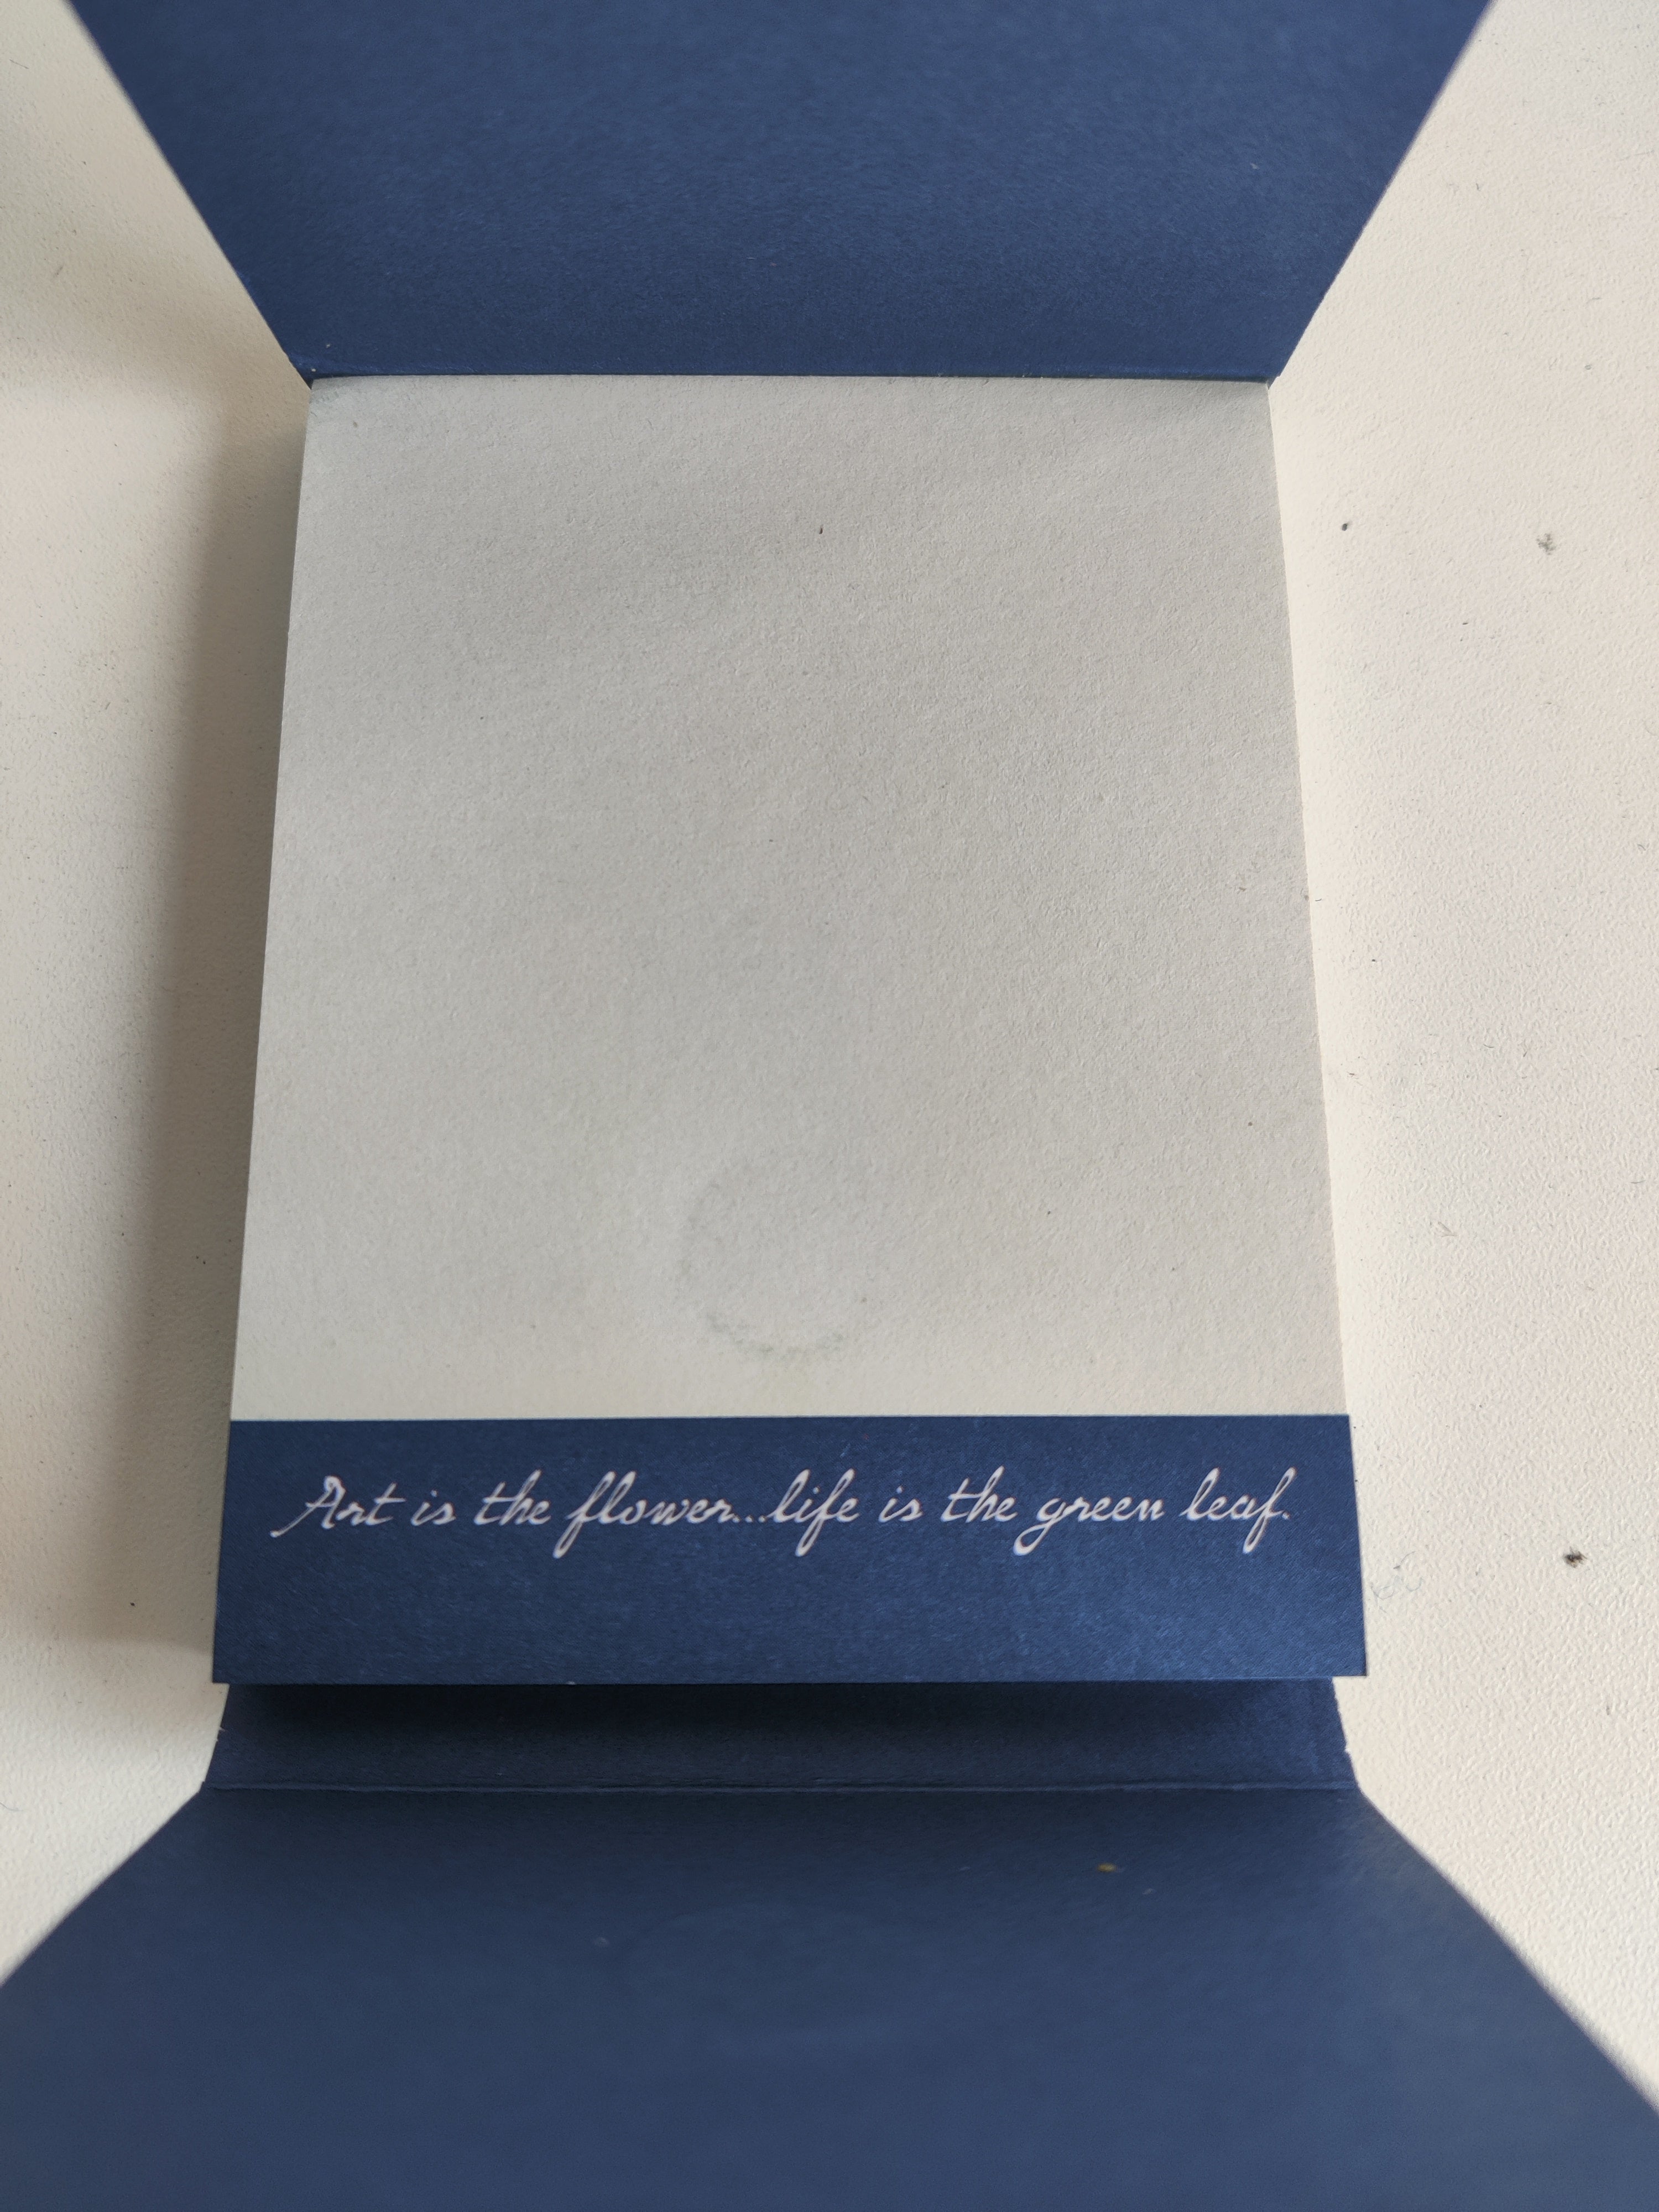 Art is the flower...life is the green leaf.